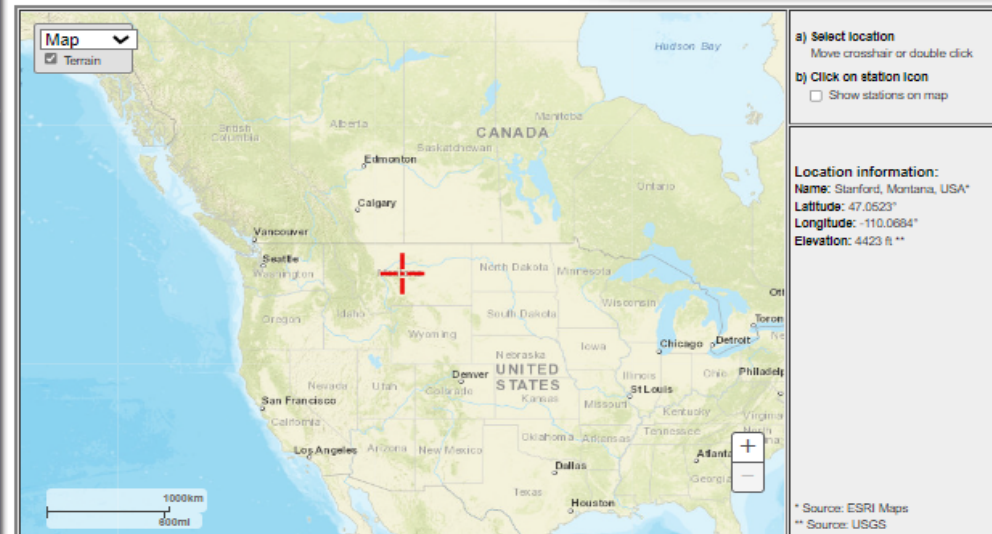 Map
Terrain
Hudson Bay
British
Columbia
Alberta
Manitoba
CANADA
Saskatchewan
Edmonton
Ontario
Calgary
Vancouver
Seattle
Washington
North Dakota
Minnesota
Oregon
Idaho
South Dakota
Wisconsin
Toron
Wyoming
Chicago
Detroit
Nebraska
Iowa
UNITED
STATES
Denver
Illinois
Ohio
Philadelp
Nevada
Utah
Colorado
Kansas
St Louis
San Francisco
Missouri
Kentucky
Virginia
California
Oklahoma
Arkansas
Tennessee
North
Los Angeles
Arizona
New Mexico
Atlanta
Dallas
Georgia
Texas
Houston
+
−
1000km
600mi
a) Select location
Move crosshair or double click
b) Click on station icon
Show stations on map
Location information:
Name: Stanford, Montana, USA*
Latitude: 47.0523°
Longitude: -110.0684°
Elevation: 4423 ft **
* Source: ESRI Maps
** Source: USGS